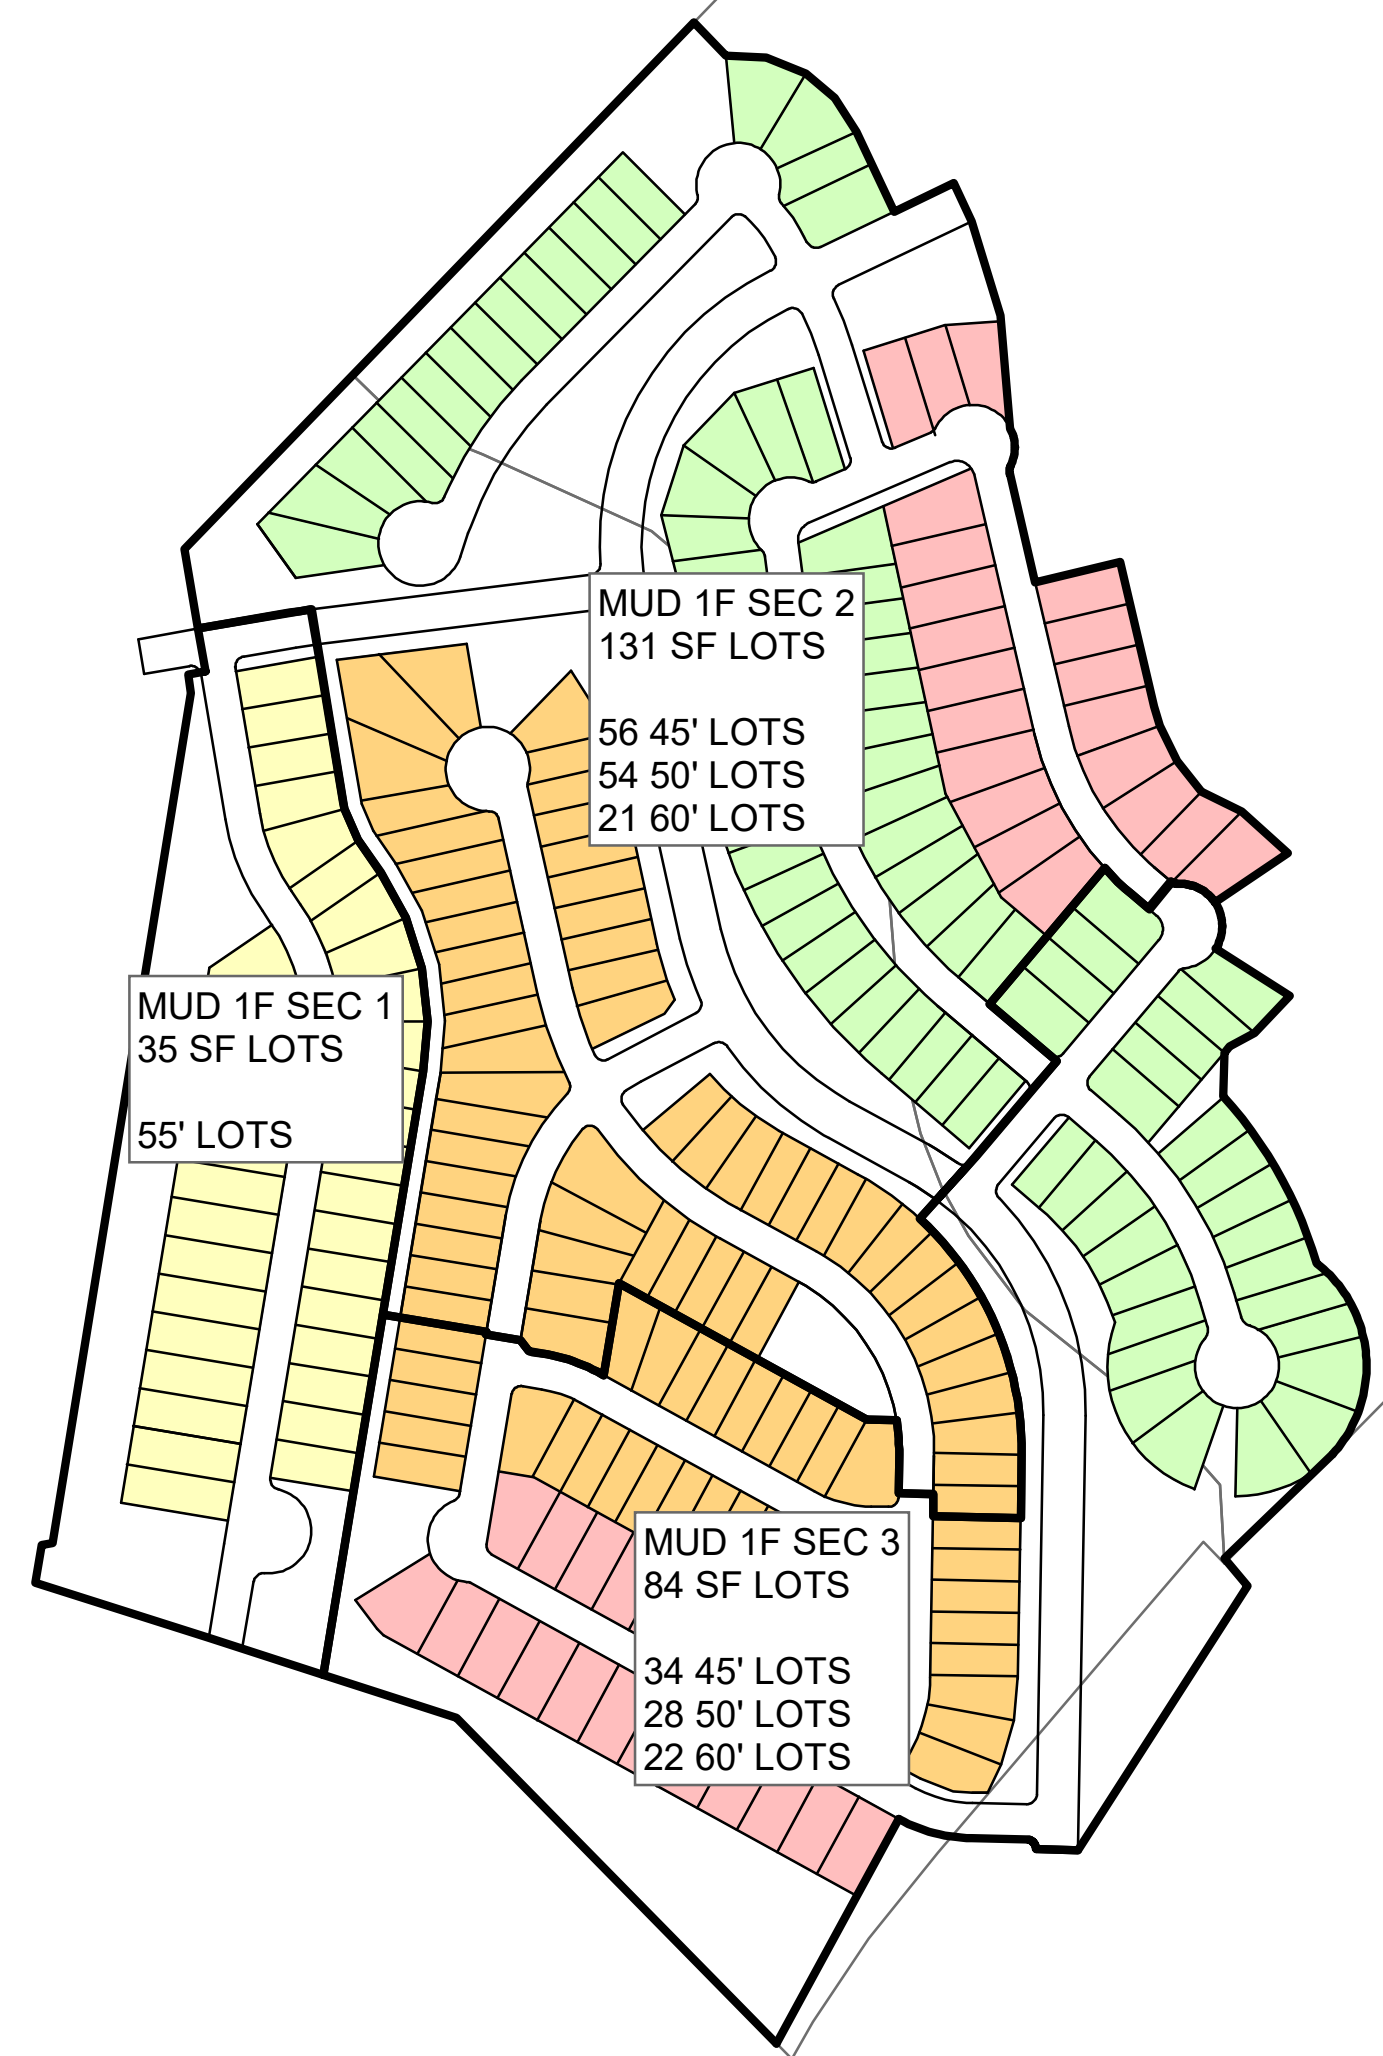 MUD 1F SEC 2
131 SF LOTS
56 45' LOTS
54 50' LOTS
21 60' LOTS
MUD 1F SEC 1
35 SF LOTS
55' LOTS
MUD 1F SEC 3
84 SF LOTS
34 45' LOTS
28 50' LOTS
22 60' LOTS